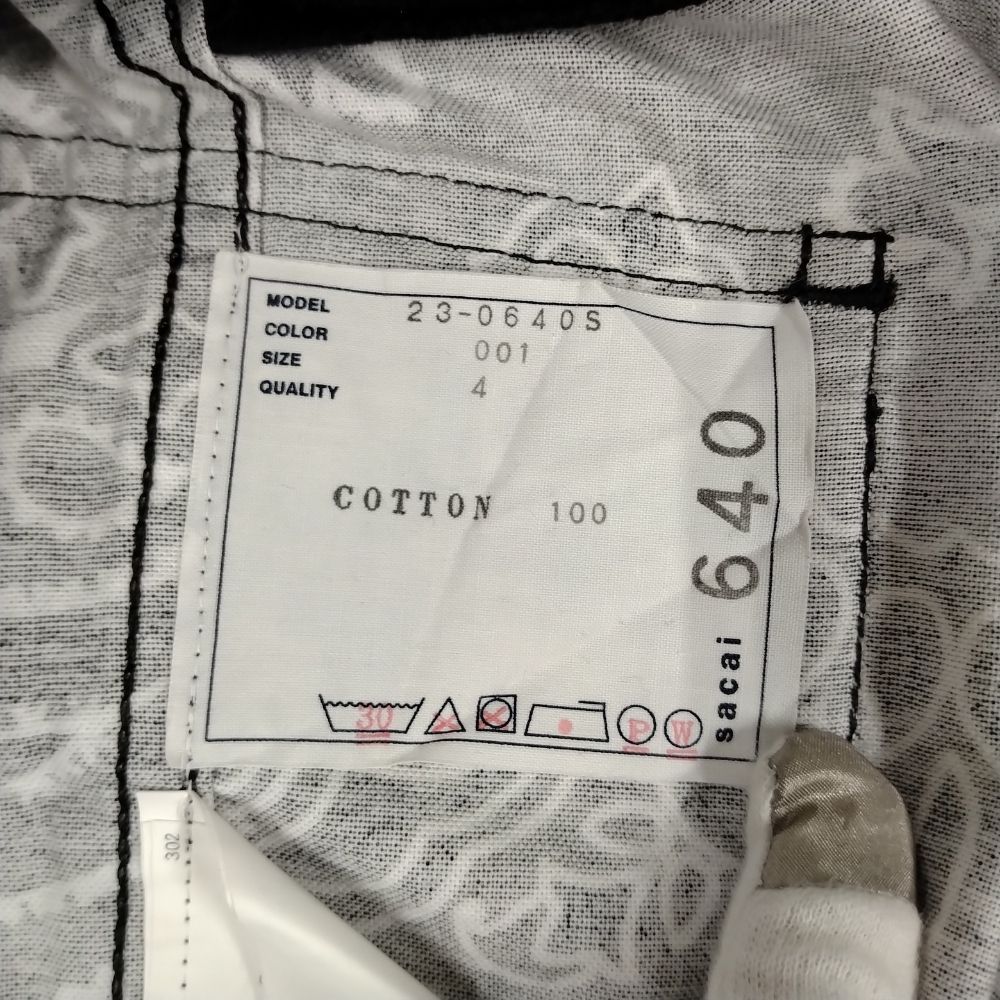 MODEL 23-0640S
COLOR 001
SIZE 4
QUALITY
COTTON 100
sacai 640
30 P W
302